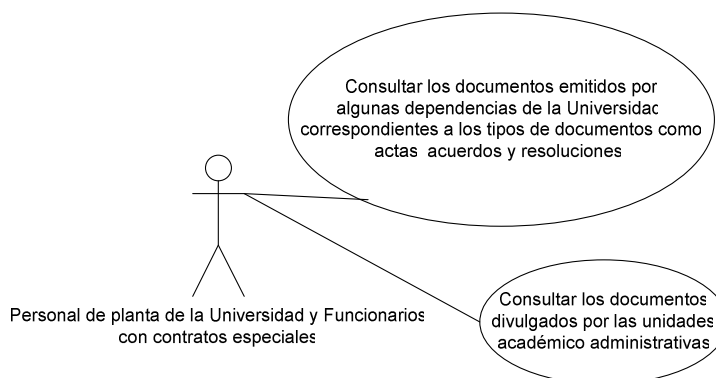 Consultar los documentos emitidos por
algunas dependencias de la Universidad
correspondientes a los tipos de documentos como
actas acuerdos y resoluciones
Personal de planta de la Universidad y Funcionarios
con contratos especiales
Consultar los documentos
divulgados por las unidades
académico administrativas